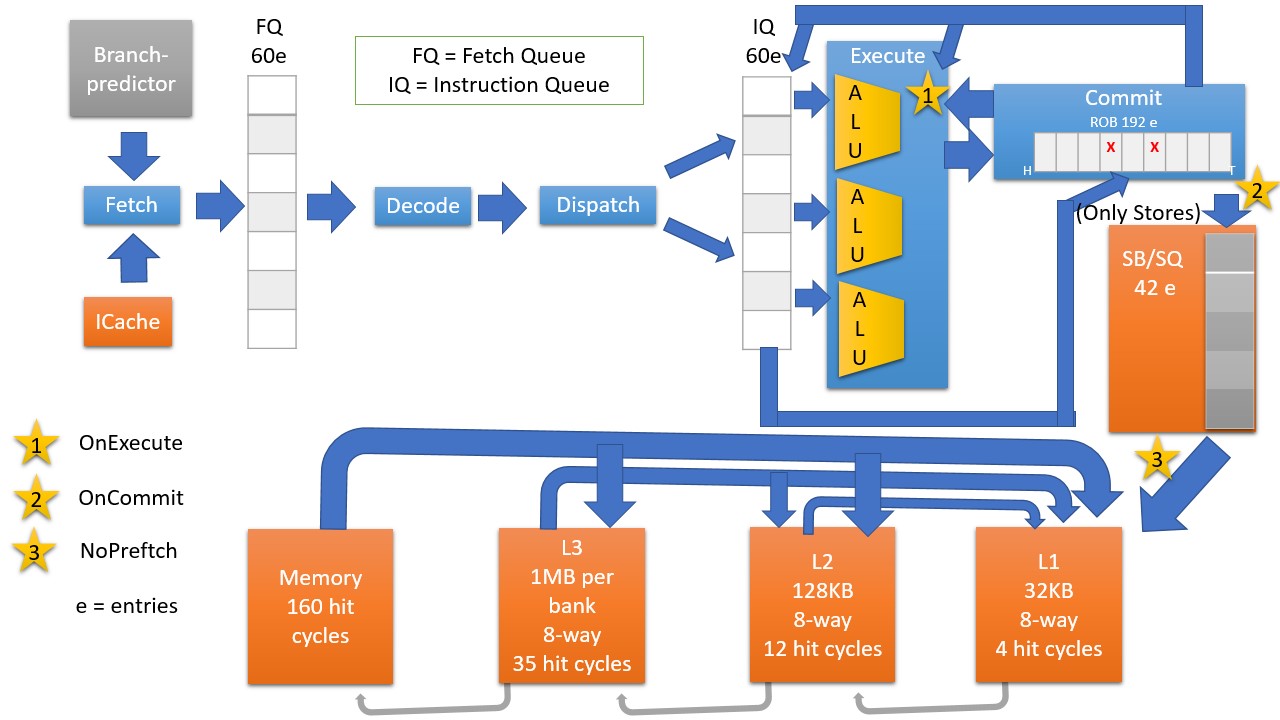 FQ
60e
Branch-
predictor
FQ = Fetch Queue
IQ = Instruction Queue
IQ
60e
Execute
A
L
U
1
Commit
ROB 192 e
x x
H T
Fetch
Decode
Dispatch
A
L
U
2
(Only Stores)
SB/SQ
42 e
ICache
A
L
U
1 OnExecute
2 OnCommit
3 NoPreftch
e = entries
3
Memory
160 hit
cycles
L3
1MB per
bank
8-way
35 hit cycles
L2
128KB
8-way
12 hit cycles
L1
32KB
8-way
4 hit cycles